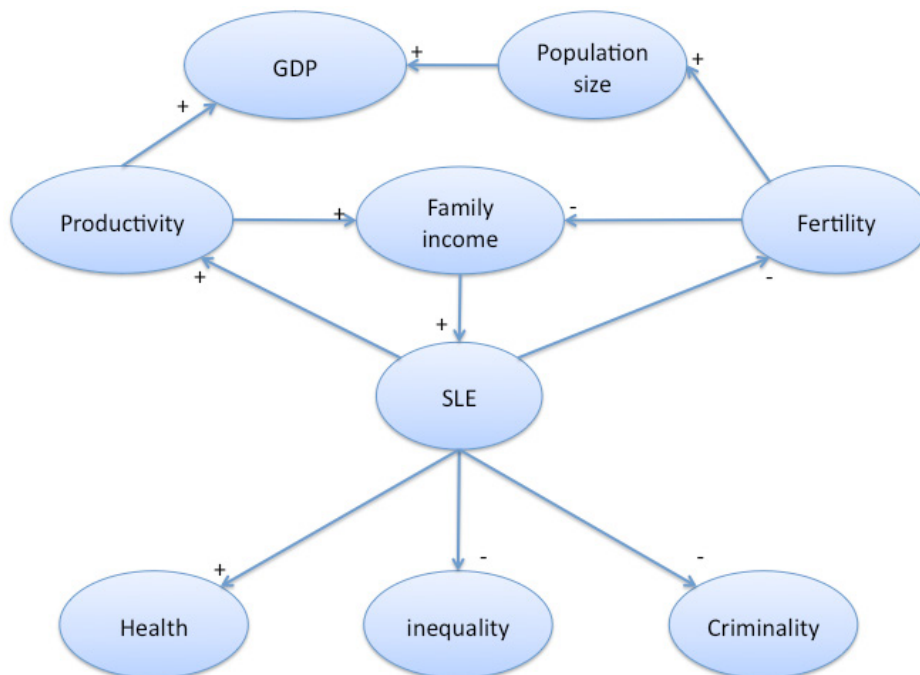 GDP
+
Population
size
+
+
Productivity
+
Family
income
-
Fertility
+
+
-
SLE
+
-
-
Health
inequality
Criminality